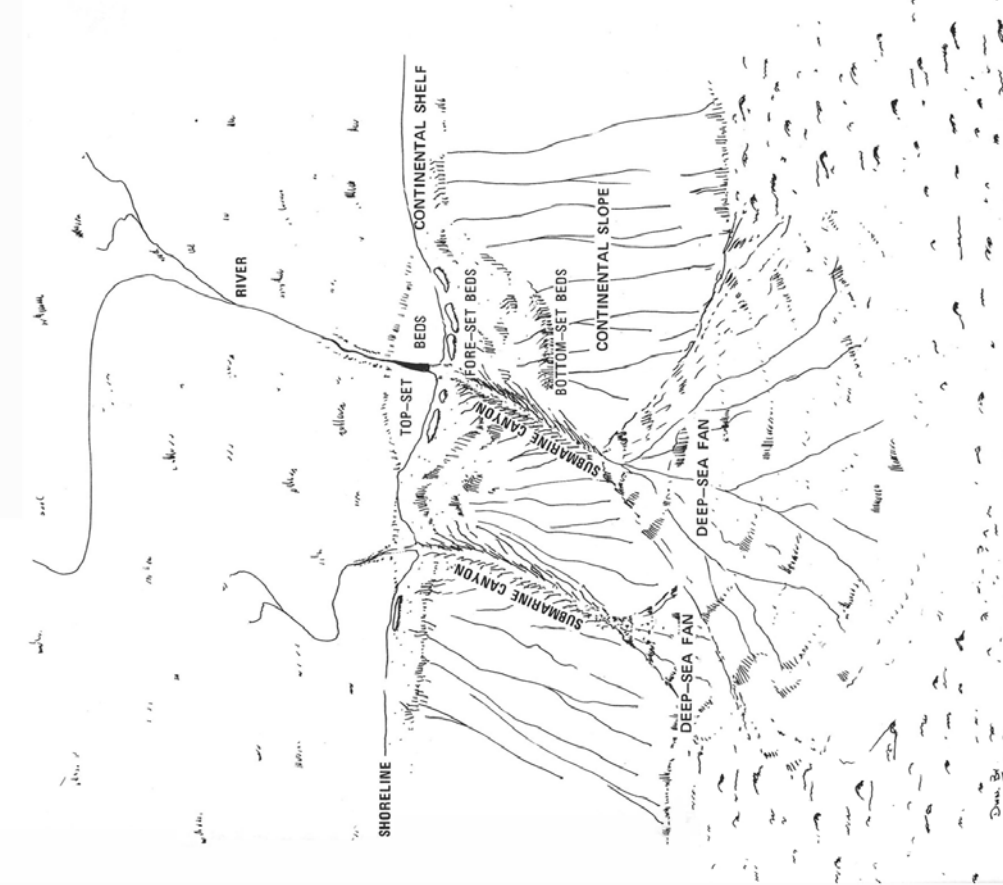 RIVER
SHORELINE
TOP-SET BEDS
CONTINENTAL SHELF
FORE-SET BEDS
BOTTOM-SET BEDS
SUBMARINE CANYON
SUBMARINE CANYON
CONTINENTAL SLOPE
DEEP-SEA FAN
DEEP-SEA FAN